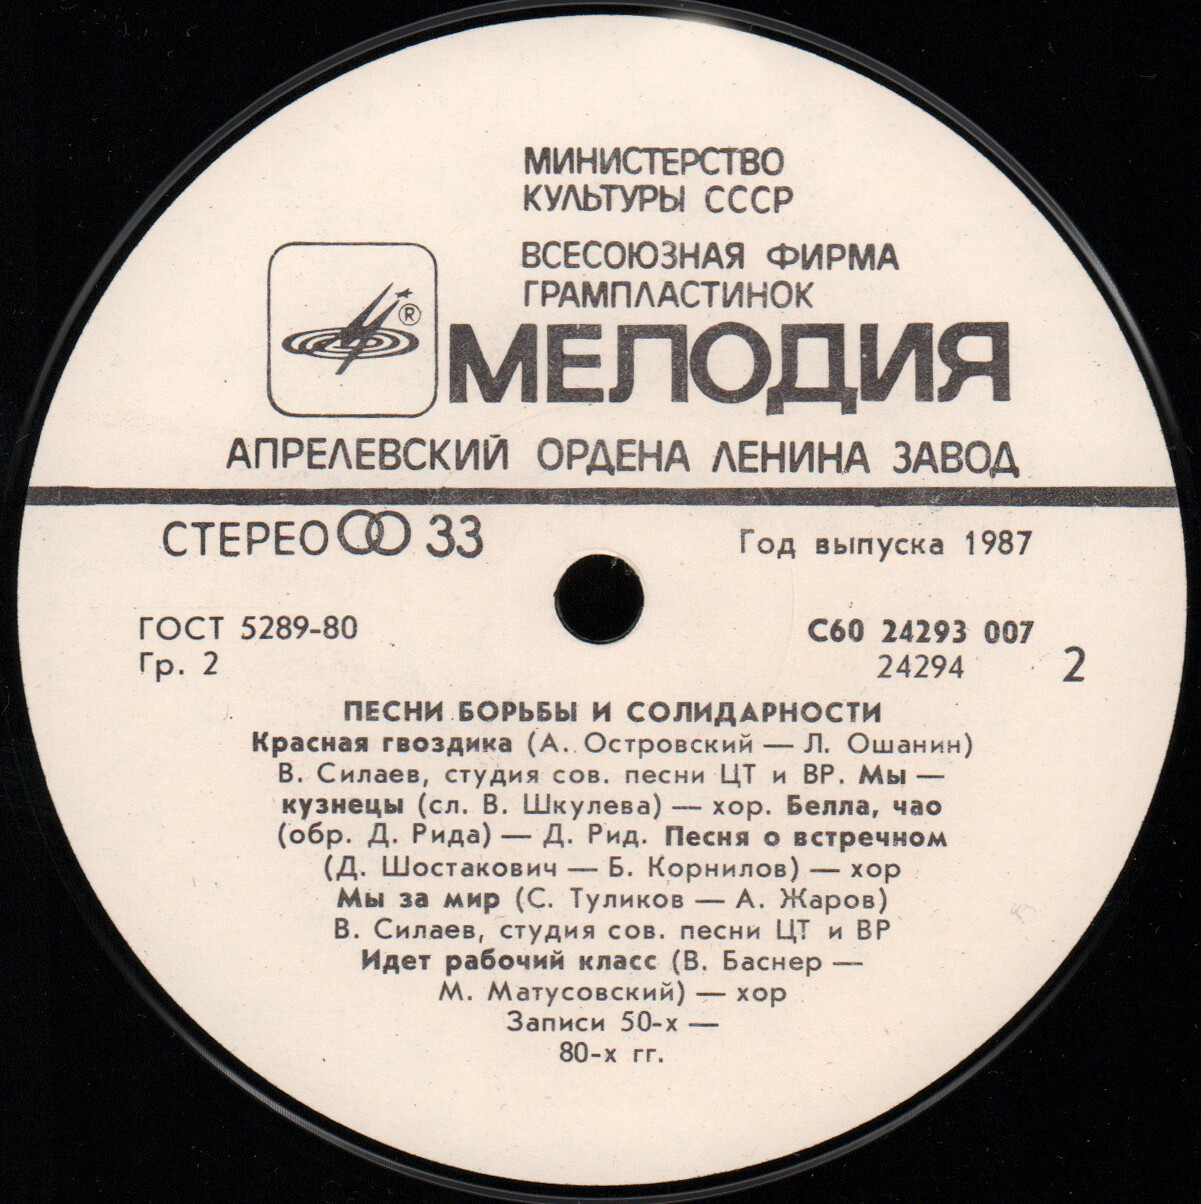 МИНИСТЕРСТВО
КУЛЬТУРЫ СССР
ВСЕСОЮЗНАЯ ФИРМА
ГРАМПЛАСТИНОК
®
МЕЛОДИЯ
АПРЕЛЕВСКИЙ ОРДЕНА ЛЕНИНА ЗАВОД
СТЕРЕО 33
Год выпуска 1987
ГОСТ 5289-80
Гр. 2
С60 24293 007
24294
2
ПЕСНИ БОРЬБЫ И СОЛИДАРНОСТИ
Красная гвоздика (А. Островский — Л. Ошанин)
В. Силаев, студия сов. песни ЦТ и ВР. Мы —
кузнецы (сл. В. Шкулева) — хор. Белла, чао
(обр. Д. Рида) — Д. Рид. Песня о встречном
(Д. Шостакович — Б. Корнилов) — хор
Мы за мир (С. Туликов — А. Жаров)
В. Силаев, студия сов. песни ЦТ и ВР
Идет рабочий класс (В. Баснер —
М. Матусовский) — хор
Записи 50-х —
80-х гг.